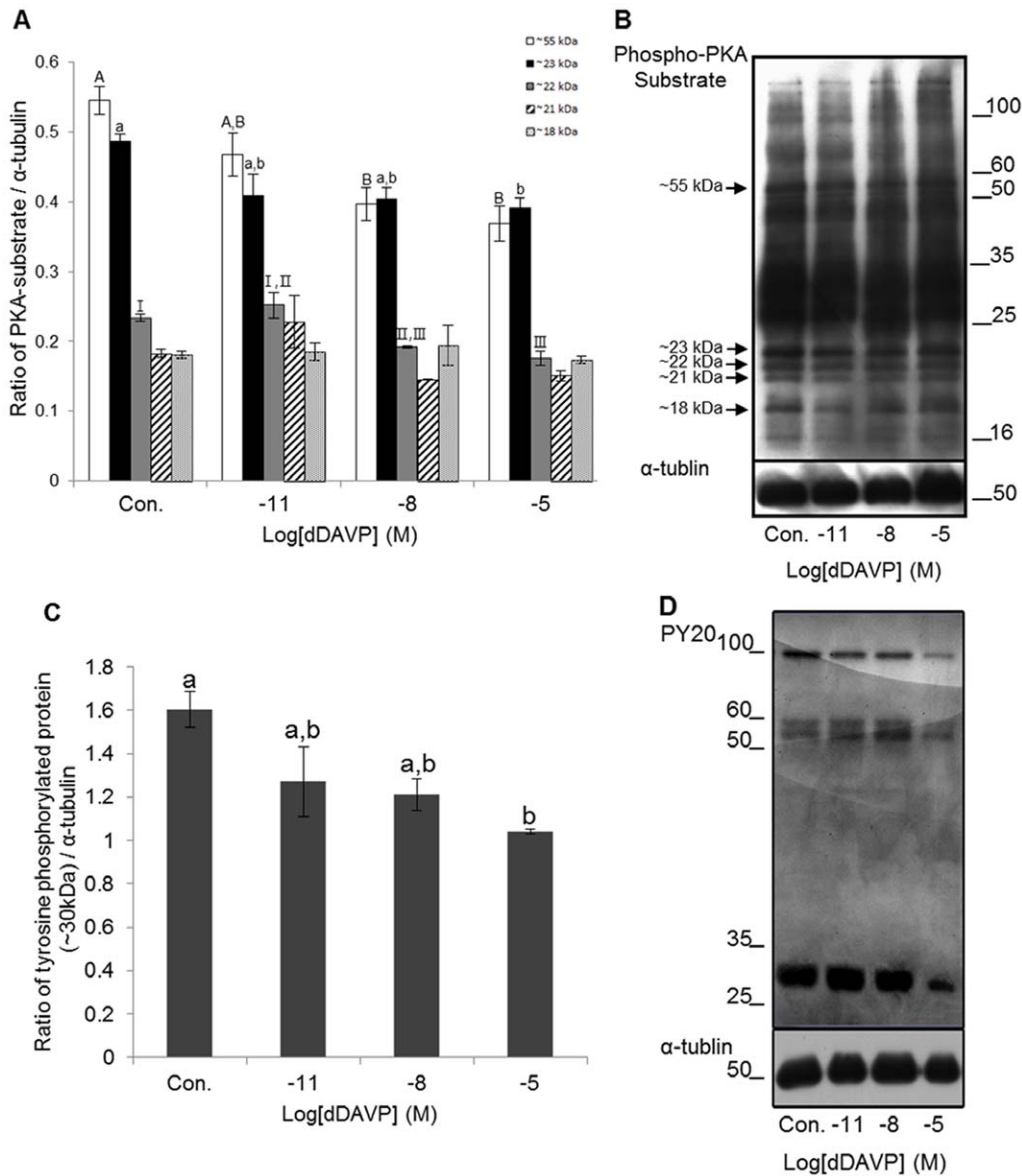 A
Ratio of PKA-substrate / α-tubulin
0.6
0.5
0.4
0.3
0.2
0.1
0
~55 kDa
~23 kDa
~22 kDa
~21 kDa
~18 kDa
A
a
I
A,B
a,b
I,II
B
a,b
II,III
B
b
III
Con. -11 -8 -5
Log[dDAVP] (M)
B
Phospho-PKA
Substrate
~55 kDa
~23 kDa
~22 kDa
~21 kDa
~18 kDa
100
60
50
35
25
16
α-tublin
50
Con. -11 -8 -5
Log[dDAVP] (M)
C
Ratio of tyrosine phosphorylated protein
(~30kDa) / α-tubulin
1.8
1.6
1.4
1.2
1
0.8
0.6
0.4
0.2
0
a
a,b
a,b
b
Con. -11 -8 -5
Log[dDAVP] (M)
D
PY20
100
60
50
35
25
α-tublin
50
Con. -11 -8 -5
Log[dDAVP] (M)